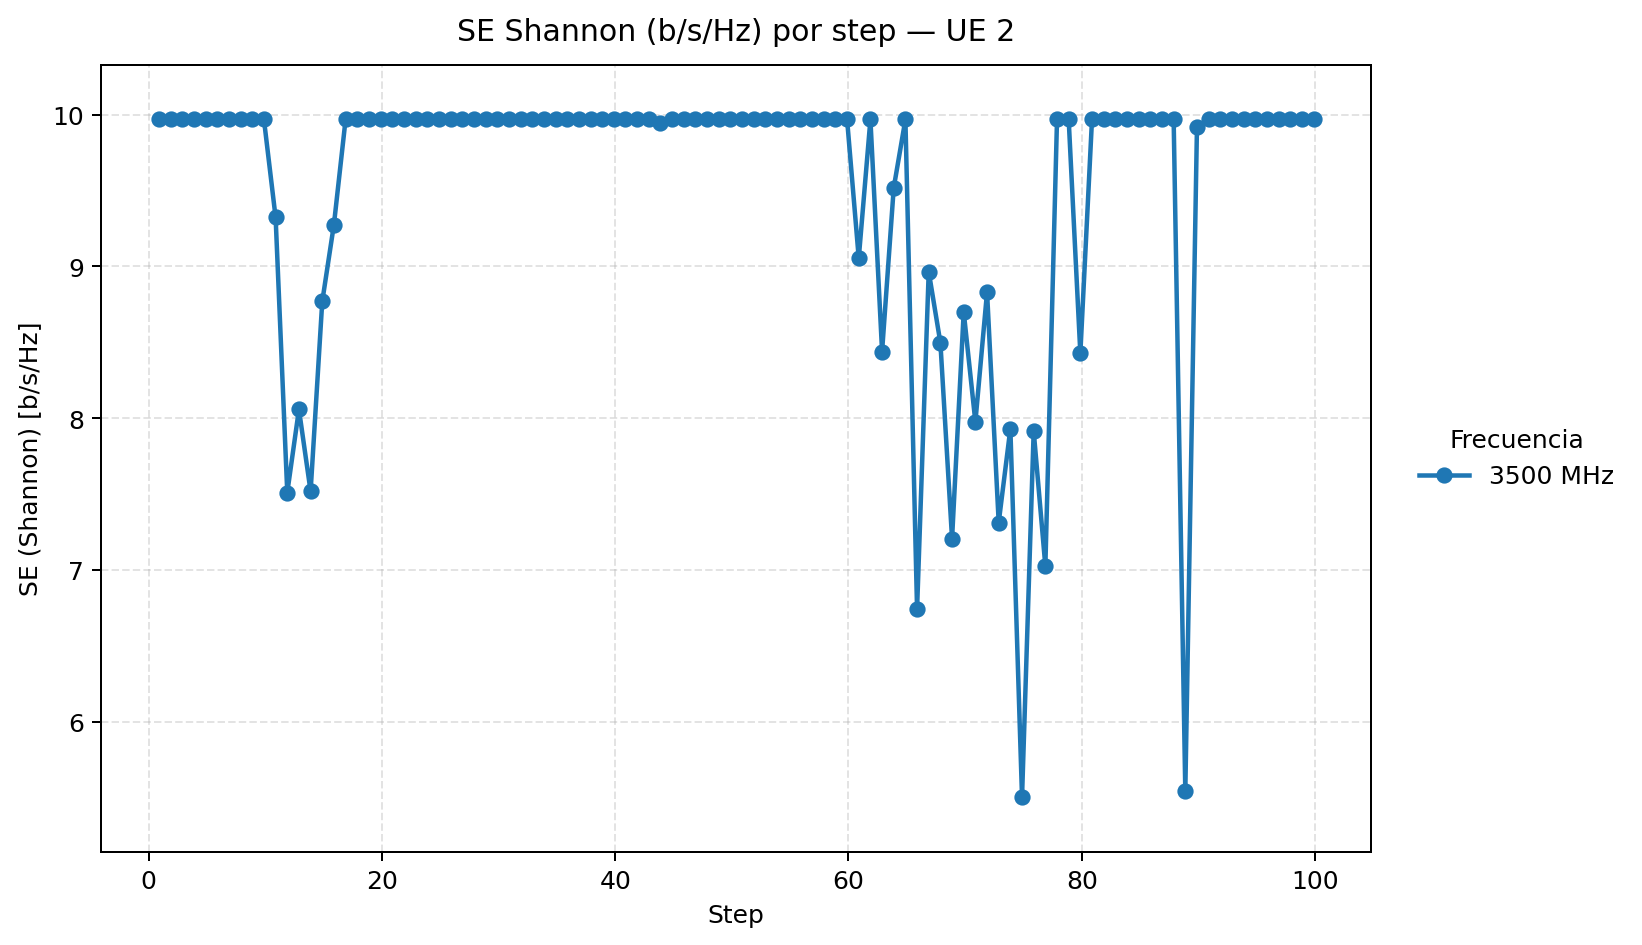 SE Shannon (b/s/Hz) por step — UE 2
SE (Shannon) [b/s/Hz]
10
9
8
7
6
0
20
40
60
80
100
Step
Frecuencia
3500 MHz